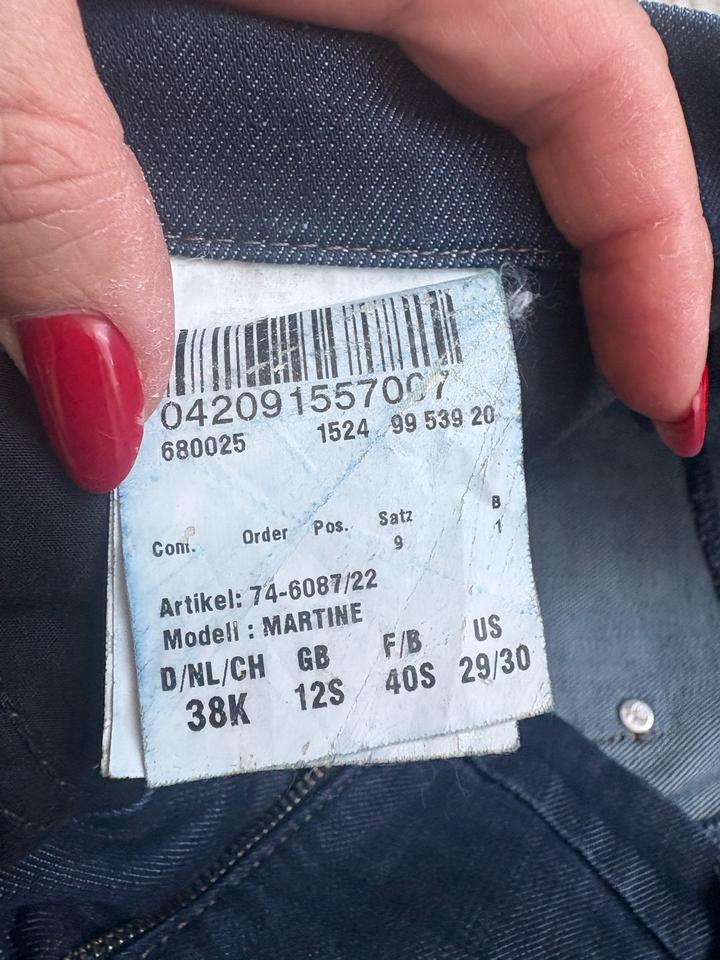 042091557007
680025 1524 99 539 20
Com. Order Pos. Satz B
9 1
Artikel: 74-6087/22
Modell : MARTINE
D/NL/CH GB F/B US
38K 12S 40S 29/30